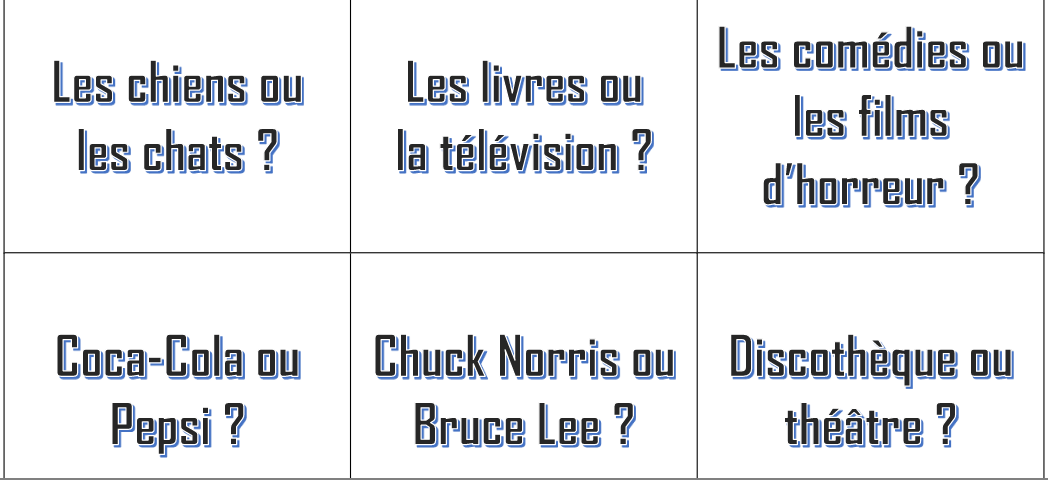 Les chiens ou
les chats ?
Les livres ou
la télévision ?
Les comédies ou
les films
d'horreur ?
Coca-Cola ou
Pepsi ?
Chuck Norris ou
Bruce Lee ?
Discothèque ou
théâtre ?